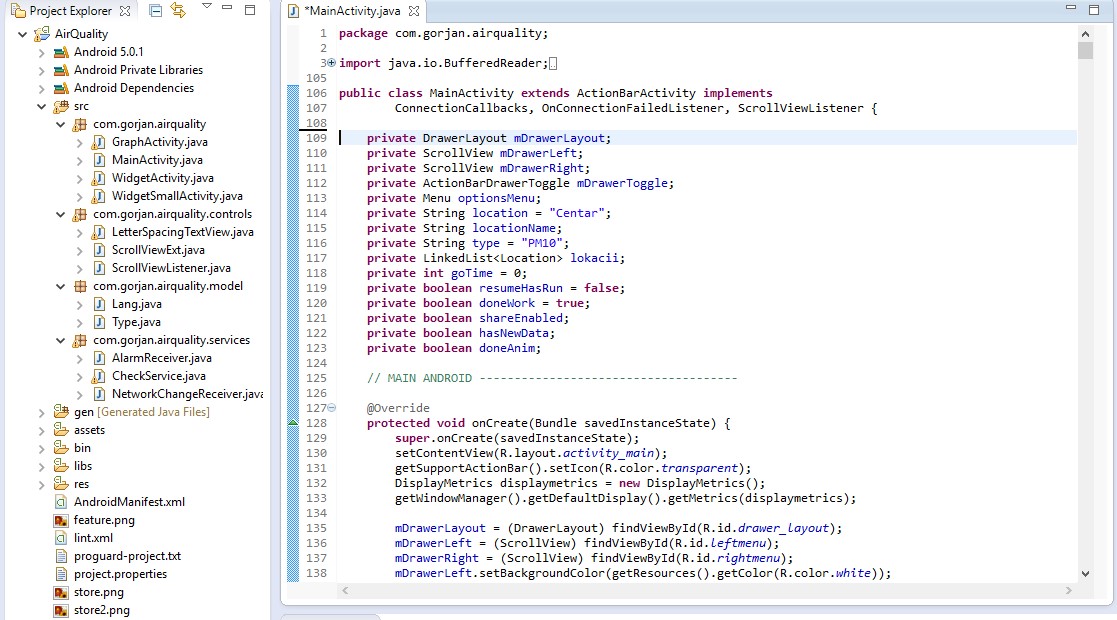 Project Explorer
AirQuality
Android 5.0.1
Android Private Libraries
Android Dependencies
src
com.gorjan.airquality
GraphActivity.java
MainActivity.java
WidgetActivity.java
WidgetSmallActivity.java
com.gorjan.airquality.controls
LetterSpacingTextView.java
ScrollViewExt.java
ScrollViewListener.java
com.gorjan.airquality.model
Lang.java
Type.java
com.gorjan.airquality.services
AlarmReceiver.java
CheckService.java
NetworkChangeReceiver.java
gen [Generated Java Files]
assets
bin
libs
res
AndroidManifest.xml
feature.png
lint.xml
proguard-project.txt
project.properties
store.png
store2.png
*MainActivity.java
1 package com.gorjan.airquality;
2
3 import java.io.BufferedReader;
105
106 public class MainActivity extends ActionBarActivity implements
107 ConnectionCallbacks, OnConnectionFailedListener, ScrollViewListener {
108
109 private DrawerLayout mDrawerLayout;
110 private ScrollView mDrawerLeft;
111 private ScrollView mDrawerRight;
112 private ActionBarDrawerToggle mDrawerToggle;
113 private Menu optionsMenu;
114 private String location = "Centar";
115 private String locationName;
116 private String type = "PM10";
117 private LinkedList<Location> lokacii;
118 private int goTime = 0;
119 private boolean resumeHasRun = false;
120 private boolean doneWork = true;
121 private boolean shareEnabled;
122 private boolean hasNewData;
123 private boolean doneAnim;
124
125 // MAIN ANDROID -------------------------------------
126
127 @Override
128 protected void onCreate(Bundle savedInstanceState) {
129 super.onCreate(savedInstanceState);
130 setContentView(R.layout.activity_main);
131 getSupportActionBar().setIcon(R.color.transparent);
132 DisplayMetrics displaymetrics = new DisplayMetrics();
133 getWindowManager().getDefaultDisplay().getMetrics(displaymetrics);
134
135 mDrawerLayout = (DrawerLayout) findViewById(R.id.drawer_layout);
136 mDrawerLeft = (ScrollView) findViewById(R.id.leftmenu);
137 mDrawerRight = (ScrollView) findViewById(R.id.rightmenu);
138 mDrawerLeft.setBackgroundColor(getResources().getColor(R.color.white));